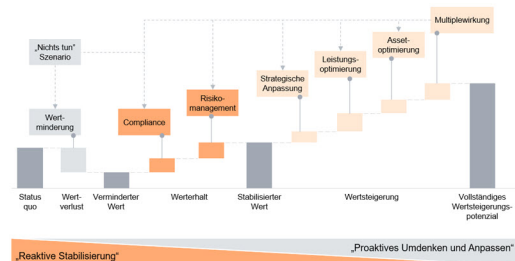 Multiplewirkung
„Nichts tun"
Szenario
Asset-
optimierung
Leistungs-
optimierung
Strategische
Anpassung
Risiko-
management
Wert-
minderung
Compliance
Status
quo
Wert-
verlust
Verminderter
Wert
Werterhalt
Stabilisierter
Wert
Wertsteigerung
Vollständiges
Wertsteigerungs-
potenzial
„Proaktives Umdenken und Anpassen"
„Reaktive Stabilisierung"